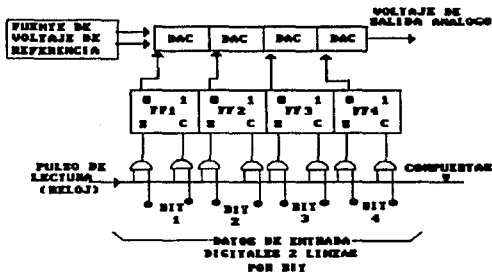 FUENTE DE
VOLTAJE DE
REFERENCIA
DAC DAC DAC DAC
VOLTAJE DE
SALIDA ANALOGO
0 1 0 1 0 1 0 1
FF1 FF2 FF3 FF4
S C S C S C S C
PULSO DE
LECTURA
(RELOJ)
COMPUERTAS
BIT BIT BIT BIT
1 2 3 4
DATOS DE ENTRADA
DIGITALES 2 LINEAS
POR BIT